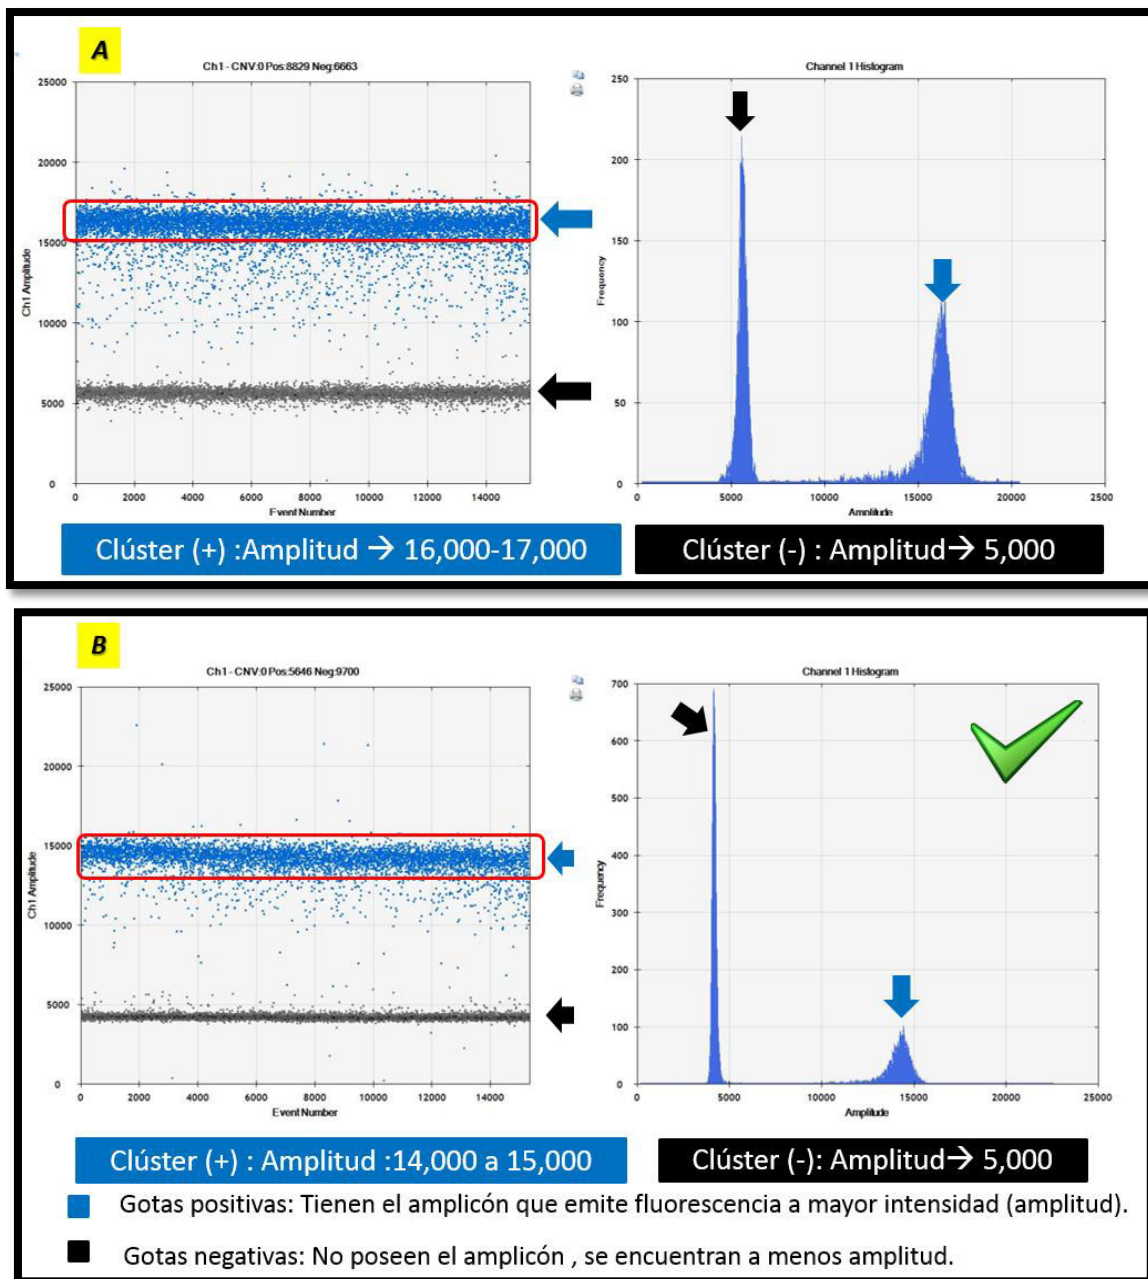 A
Ch1 - CNV:0 Pos:8829 Neg:6663
25000
20000
15000
10000
5000
0
Ch1 Amplitude
0 2000 4000 6000 8000 10000 12000 14000
Event Number
Channel 1 Histogram
250
200
150
100
50
0
Frequency
0 5000 10000 15000 20000 2500
Amplitude
Clúster (+) :Amplitud → 16,000-17,000
Clúster (-) : Amplitud→ 5,000
B
Ch1 - CNV:0 Pos:5646 Neg:9700
25000
20000
15000
10000
5000
0
Ch1 Amplitude
0 2000 4000 6000 8000 10000 12000 14000
Event Number
Channel 1 Histogram
700
600
500
400
300
200
100
0
Frequency
0 5000 10000 15000 20000 25000
Amplitude
Clúster (+) : Amplitud :14,000 a 15,000
Clúster (-): Amplitud→ 5,000
Gotas positivas: Tienen el amplicón que emite fluorescencia a mayor intensidad (amplitud).
Gotas negativas: No poseen el amplicón , se encuentran a menos amplitud.